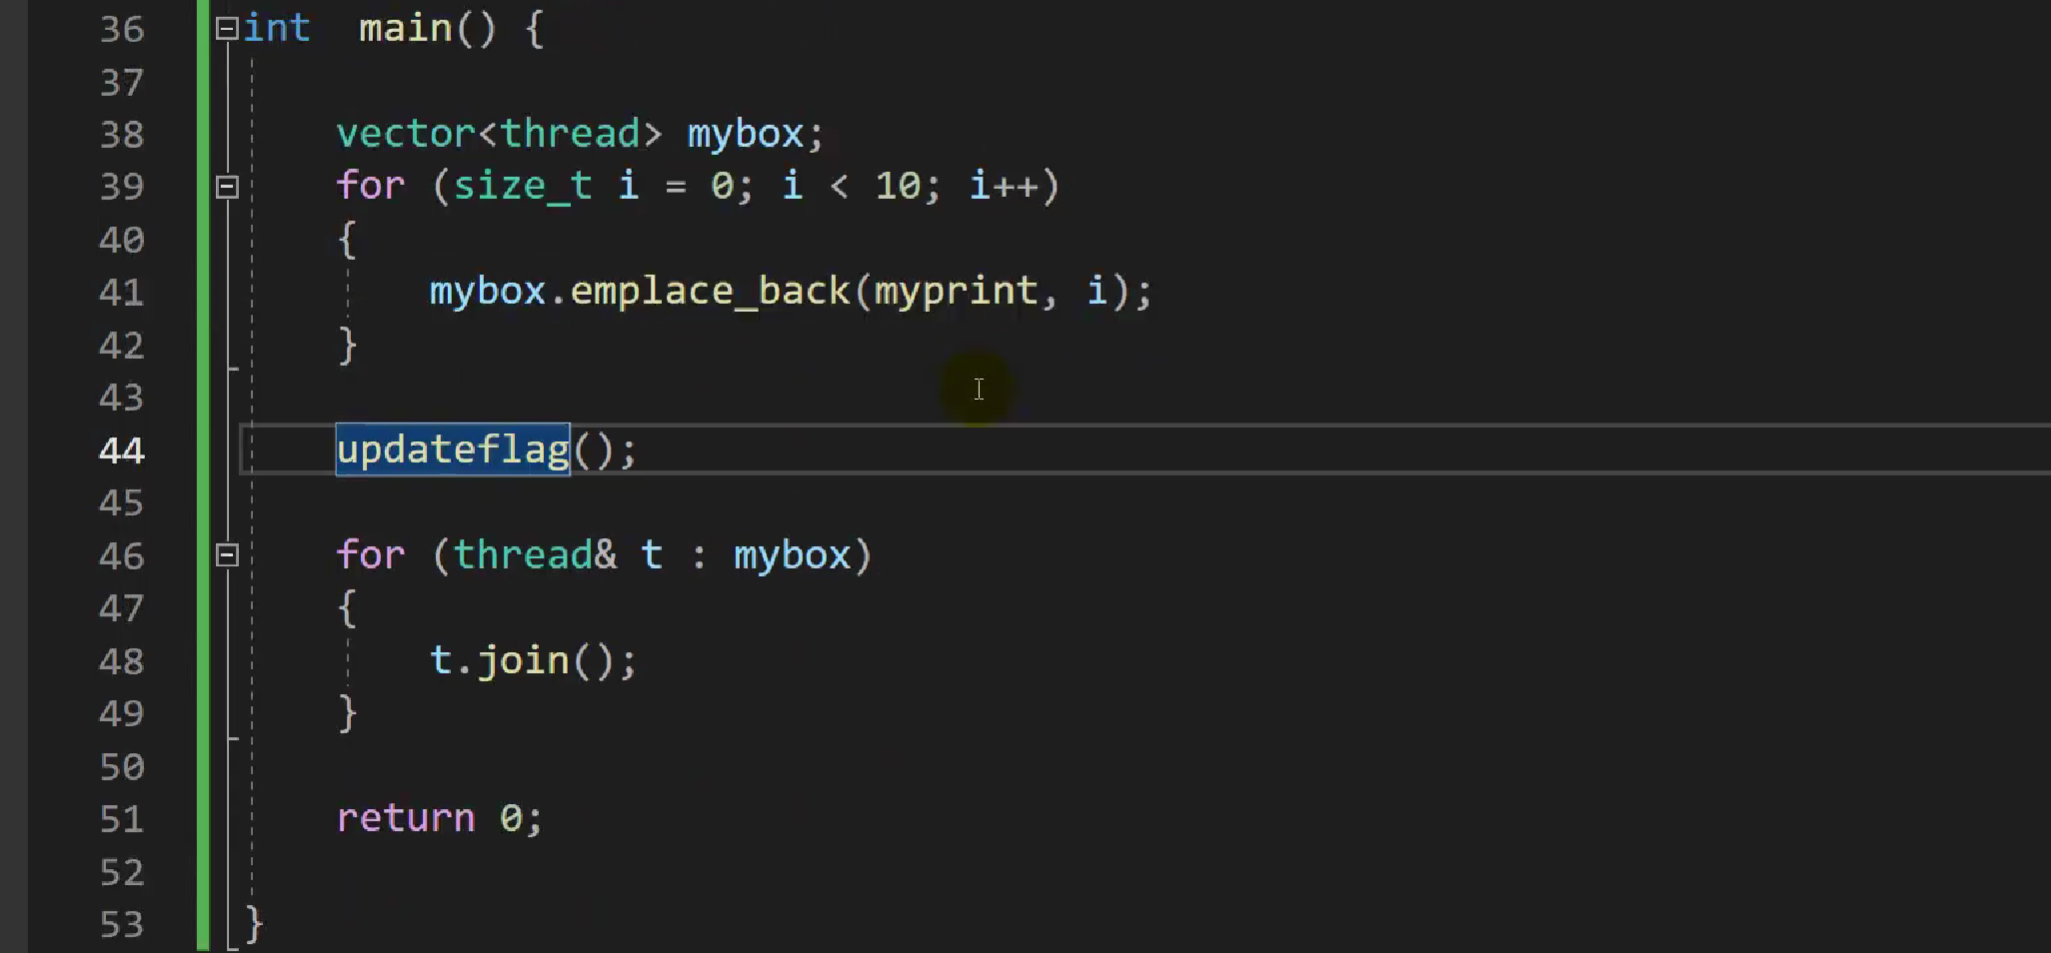 36 int  main() {
37
38     vector<thread> mybox;
39     for (size_t i = 0; i < 10; i++)
40     {
41         mybox.emplace_back(myprint, i);
42     }
43
44     updateflag();
45
46     for (thread& t : mybox)
47     {
48         t.join();
49     }
50
51     return 0;
52
53 }